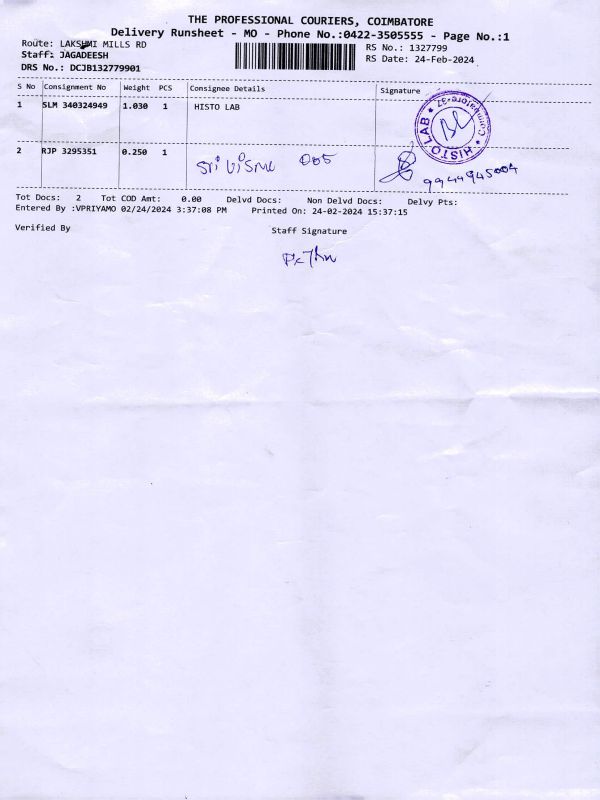 THE PROFESSIONAL COURIERS, COIMBATORE
Delivery Runsheet - MO - Phone No.:0422-3505555 - Page No.:1
Route: LAKSHMI MILLS RD
RS No.: 1327799
Staff: JAGADEESH
RS Date: 24-Feb-2024
DRS No.: DCJB132779901
S No Consignment No Weight PCS Consignee Details Signature
1 SLM 340324949 1.030 1 HISTO LAB
HISTO LAB * Coimbatore-37 *
2 RJP 3295351 0.250 1 Sri 005
9944945004
Tot Docs: 2 Tot COD Amt: 0.00 Delvd Docs: Non Delvd Docs: Delvy Pts:
Entered By :VPRIYAMO 02/24/2024 3:37:08 PM Printed On: 24-02-2024 15:37:15
Verified By Staff Signature